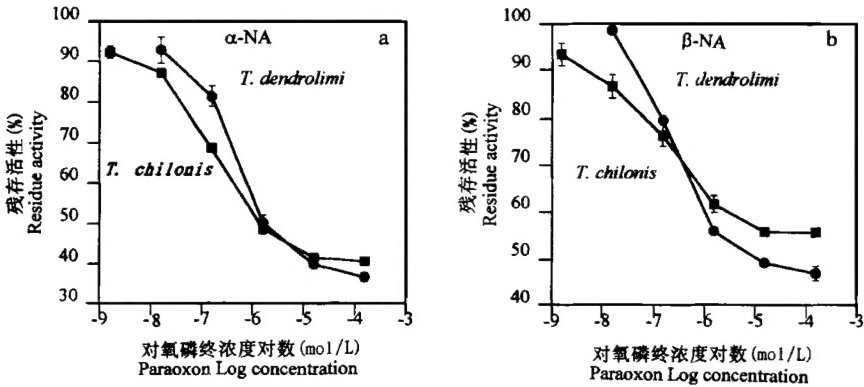 α-NA
a
T. dendrolimi
T. chilonis
残存活性(%)
Residue activity
100
90
80
70
60
50
40
30
-9 -8 -7 -6 -5 -4 -3
对氧磷终浓度对数(mol/L)
Paraoxon Log concentration
β-NA
b
T. dendrolimi
T. chilonis
残存活性(%)
Residue activity
100
90
80
70
60
50
40
-9 -8 -7 -6 -5 -4 -3
对氧磷终浓度对数(mol/L)
Paraoxon Log concentration